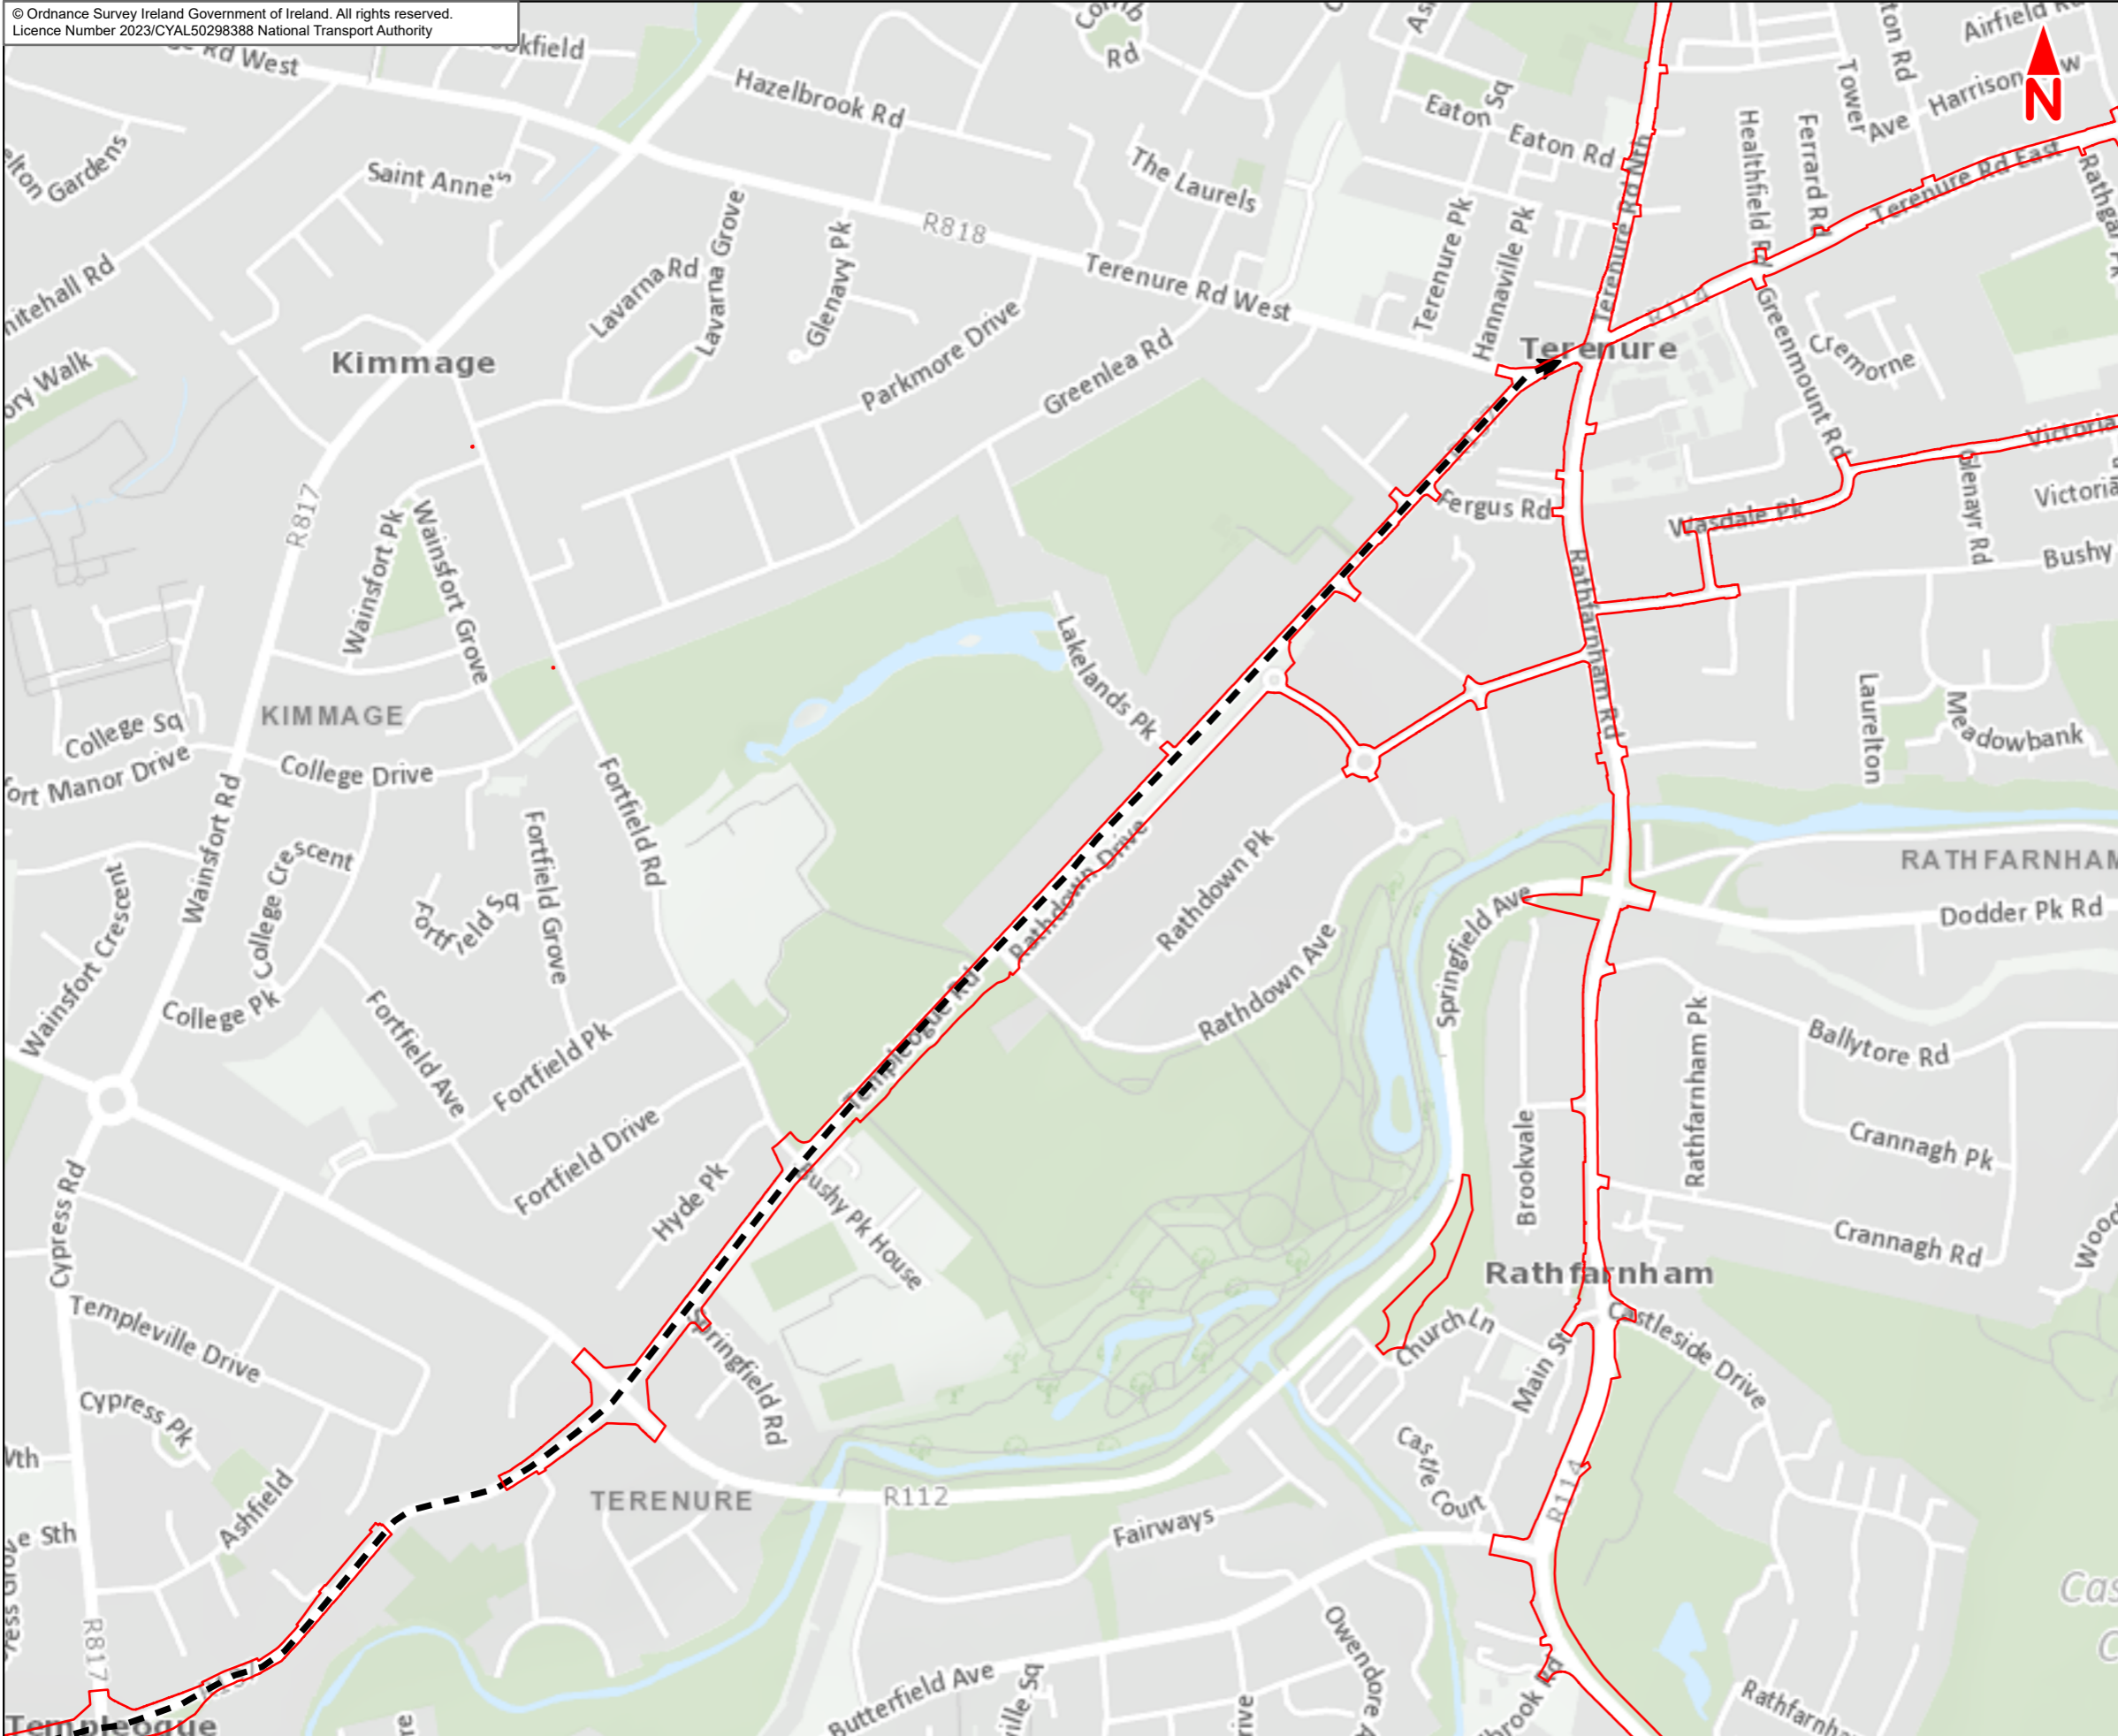 © Ordnance Survey Ireland Government of Ireland. All rights reserved.
Licence Number 2023/CYAL50298388 National Transport Authority
Rd West
Hazelbrook Rd
Rd
Eaton Sq
Eaton Rd
Tower
Ave
Airfield
N
Gardens
Saint Anne's
The Laurels
Terenure Rd Nth
Healthfield Rd
Ferrard Rd
Terenure Rd East
R818
Terenure Rd West
Terenure Pk
Hannaville Pk
Lavarna Rd
Lavarna Grove
Glenavy Pk
Parkmore Drive
Greenlea Rd
Kimmage
Terenure
R114
Greenmount Rd
Cremorne
Victoria
Glenayr Rd
Victoria
Bushy
Wasdale Pk
Fergus Rd
R817
Wainsfort Pk
Wainsfort Grove
Rathfarnham Rd
Lakelands Pk
KIMMAGE
College Sq
College Drive
Manor Drive
Laurelton
Meadowbank
Wainsfort Rd
Fortfield Rd
College Crescent
Fortfield Sq
Fortfield Grove
Rathdown Drive
Rathdown Pk
Springfield Ave
RATHFARNHAM
Dodder Pk Rd
Wainsfort Crescent
College Pk
Templeogue Rd
Rathdown Ave
Fortfield Ave
Fortfield Pk
Ballytore Rd
Rathfarnham Pk
Fortfield Drive
Hyde Pk
Bushy Pk House
Brookvale
Crannagh Pk
Crannagh Rd
Cypress Rd
Rathfarnham
Templeville Drive
Springfield Rd
Church Ln
Main St
Castleside Drive
Cypress Pk
Ashfield
Castle Court
TERENURE
R112
R114
Fairways
Sth
R817
Owendore
Butterfield Ave
Templeogue